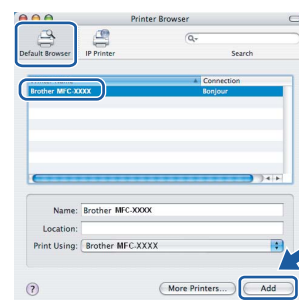 Printer Browser
Default Browser
IP Printer
Search
Connection
Brother MFC-XXXX
Bonjour
Name: Brother MFC-XXXX
Location:
Print Using: Brother MFC-XXXX
?
More Printers...
Add